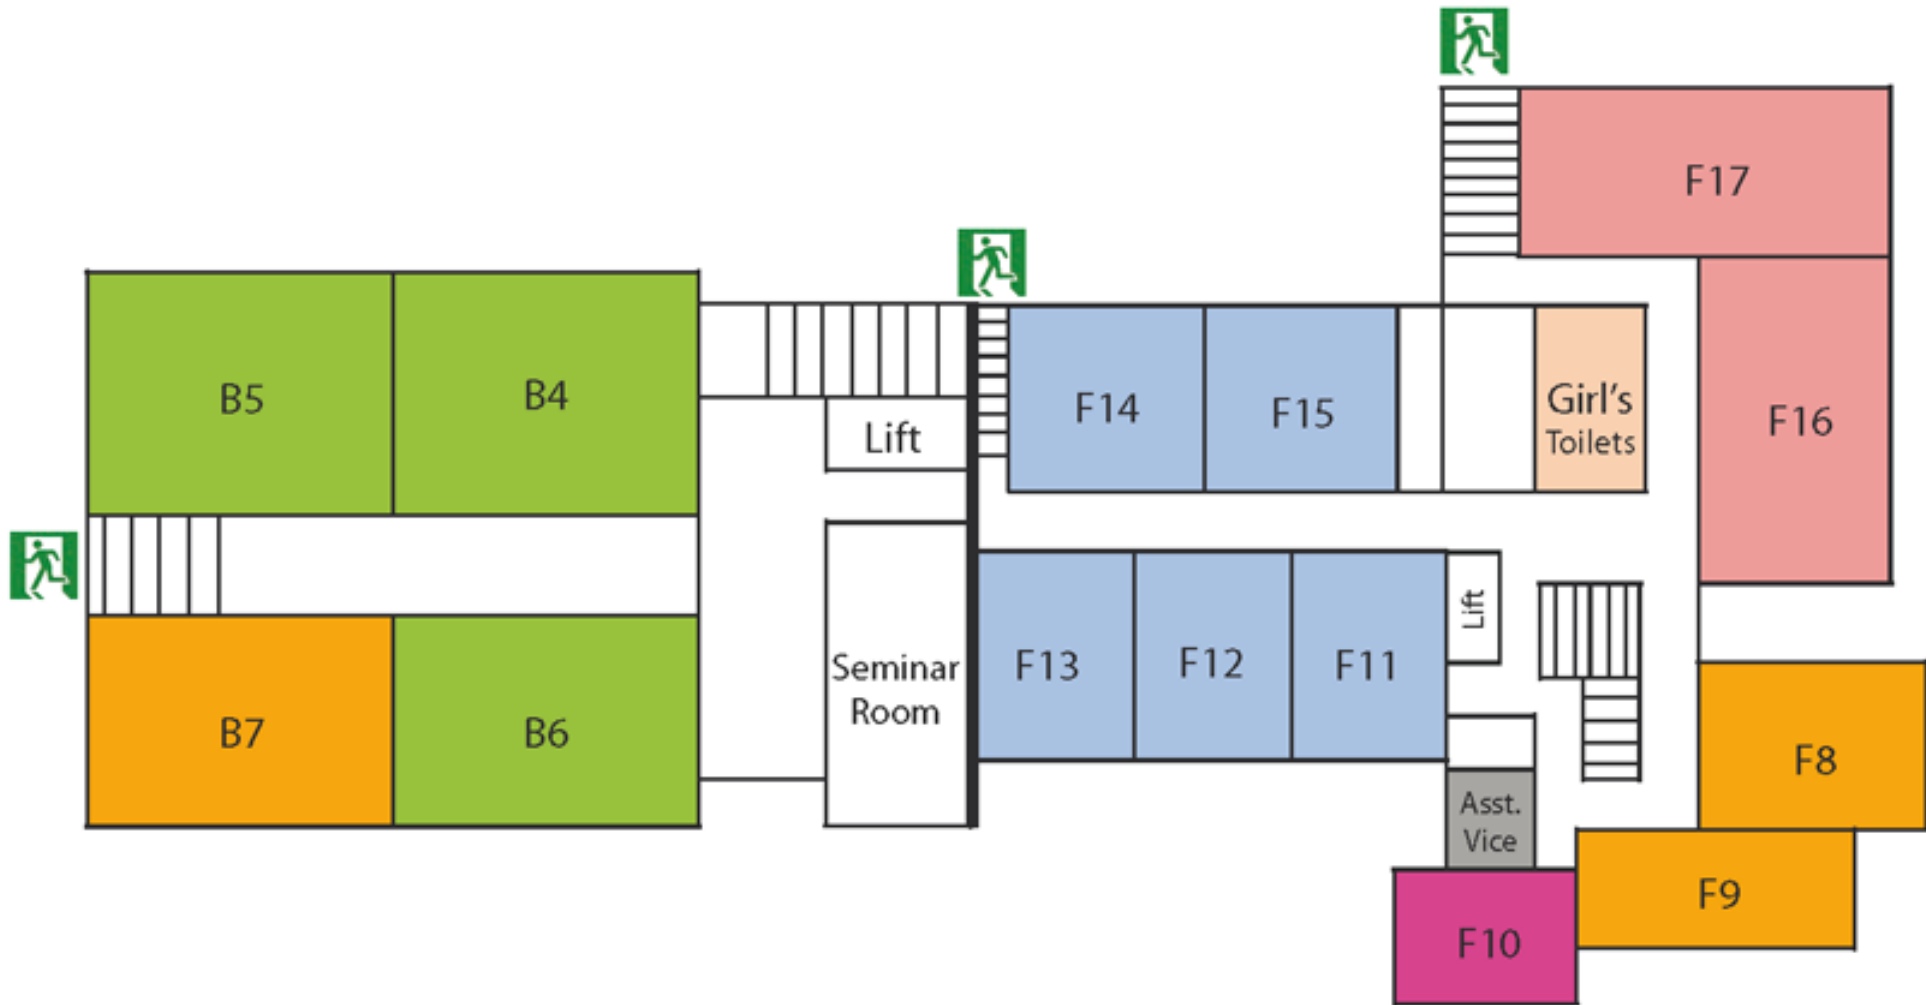 F17
B5
B4
Lift
F14
F15
Girl's
Toilets
F16
Seminar
Room
F13
F12
F11
Lift
B7
B6
F8
Asst.
Vice
F9
F10